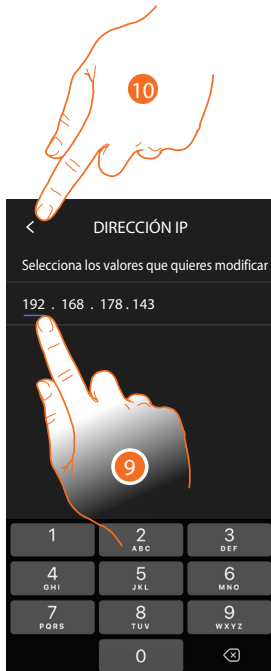 10
DIRECCIÓN IP
Selecciona los valores que quieres modificar
192 . 168 . 178 . 143
9
1 2 3
ABC DEF
4 5 6
GHI JKL MNO
7 8 9
PQRS TUV WXYZ
0